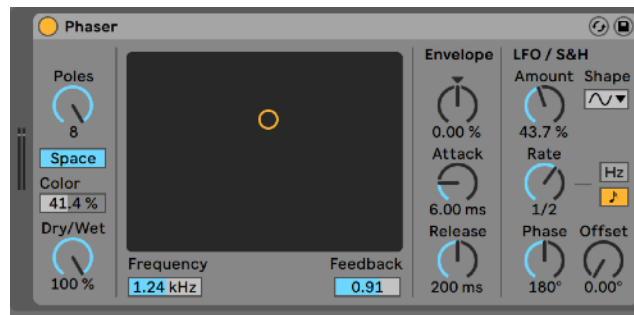 Phaser
Poles
8
Space
Color
41.4 %
Dry/Wet
100 %
Frequency
1.24 kHz
Feedback
0.91
Envelope
0.00 %
Attack
6.00 ms
Release
200 ms
LFO / S&H
Amount
43.7 %
Shape
Rate
1/2
Hz
Phase
180°
Offset
0.00°